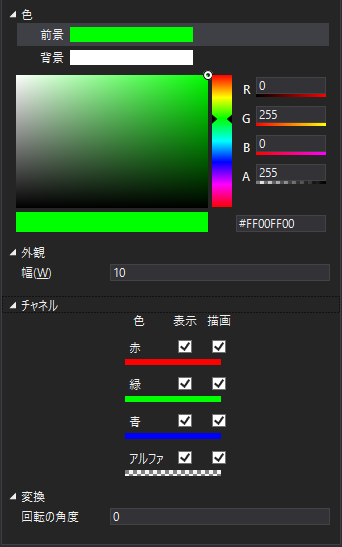 色
前景
背景
R 0
G 255
B 0
A 255
#FF00FF00
外観
幅(W) 10
チャネル
色 表示 描画
赤
緑
青
アルファ
変換
回転の角度 0